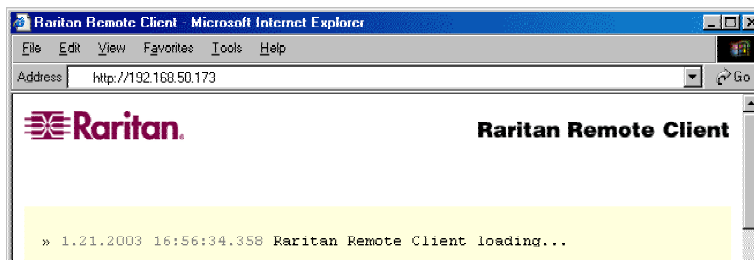 Raritan Remote Client - Microsoft Internet Explorer
File Edit View Favorites Tools Help
Address http://192.168.50.173 Go
Raritan. Raritan Remote Client
» 1.21.2003 16:56:34.358 Raritan Remote Client loading...